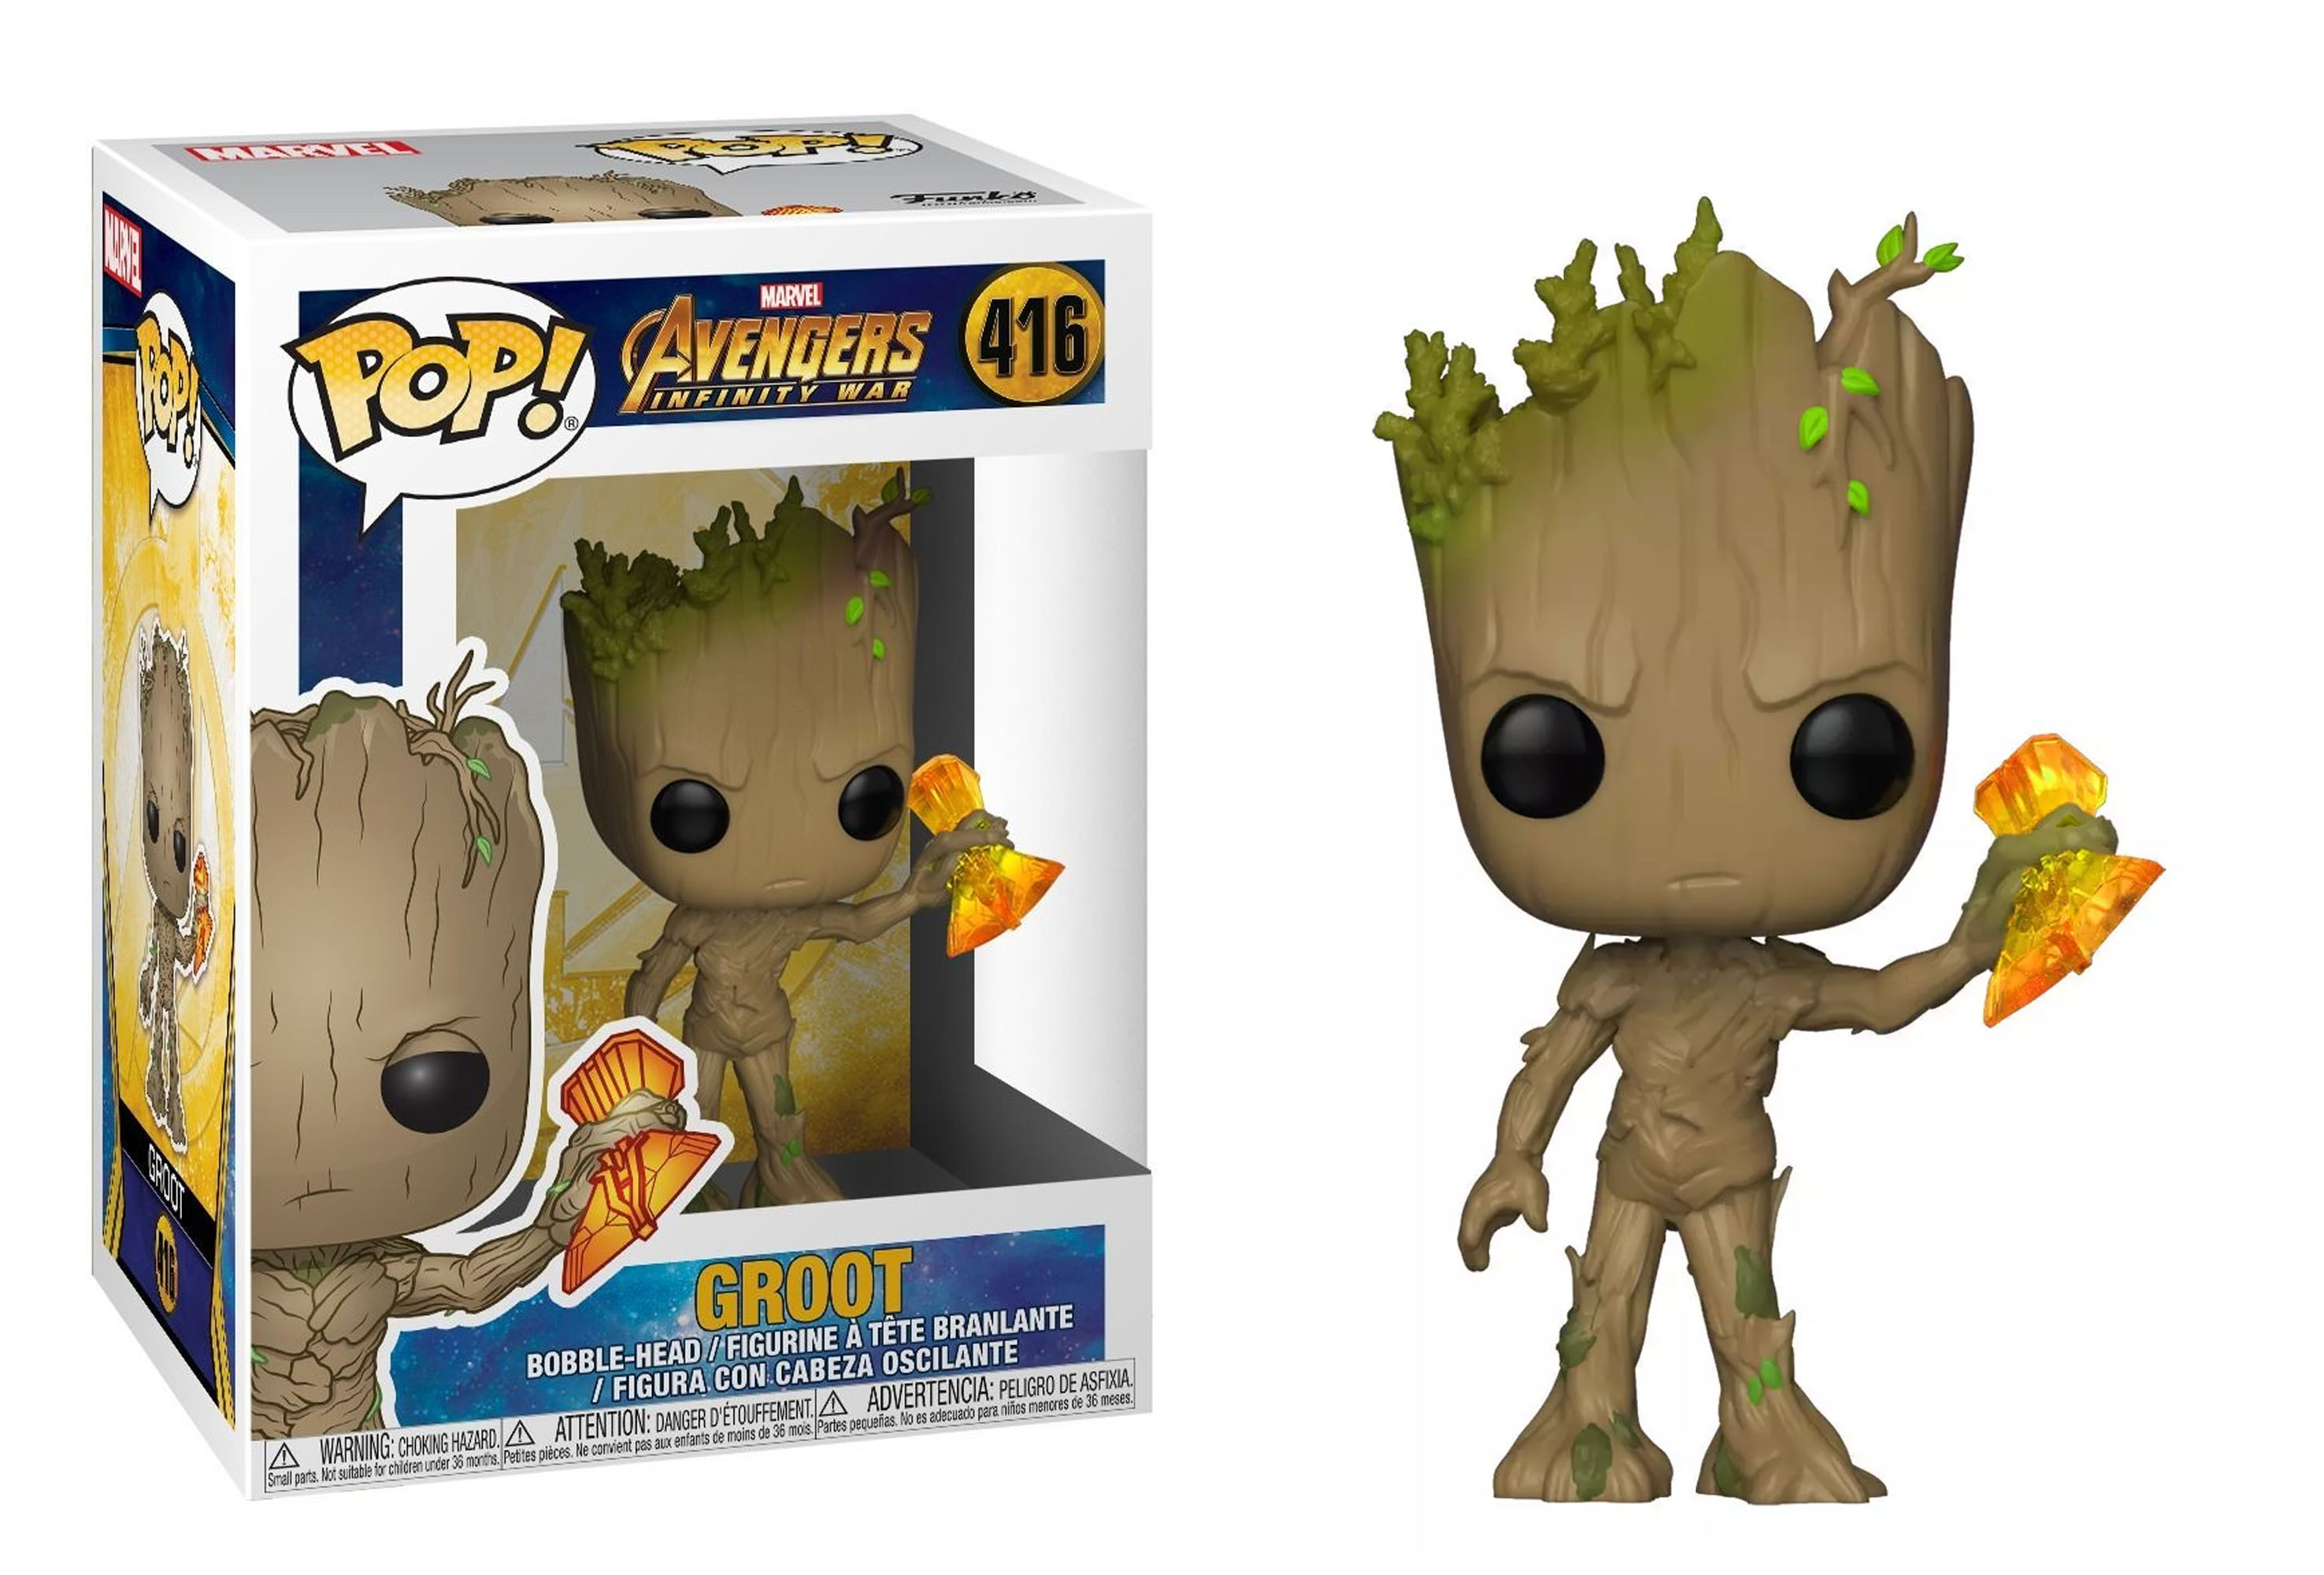 MARVEL
POP!
Funko
MARVEL
POP!
GROOT
416
POP!®
MARVEL
AVENGERS
INFINITY WAR
416
GROOT
BOBBLE-HEAD / FIGURINE À TÊTE BRANLANTE
/ FIGURA CON CABEZA OSCILANTE
WARNING: CHOKING HAZARD.
Small parts. Not suitable for children under 36 months.
ATTENTION: DANGER D'ÉTOUFFEMENT.
Petites pièces. Ne convient pas aux enfants de moins de 36 mois.
ADVERTENCIA: PELIGRO DE ASFIXIA.
Partes pequeñas. No es adecuado para niños menores de 36 meses.